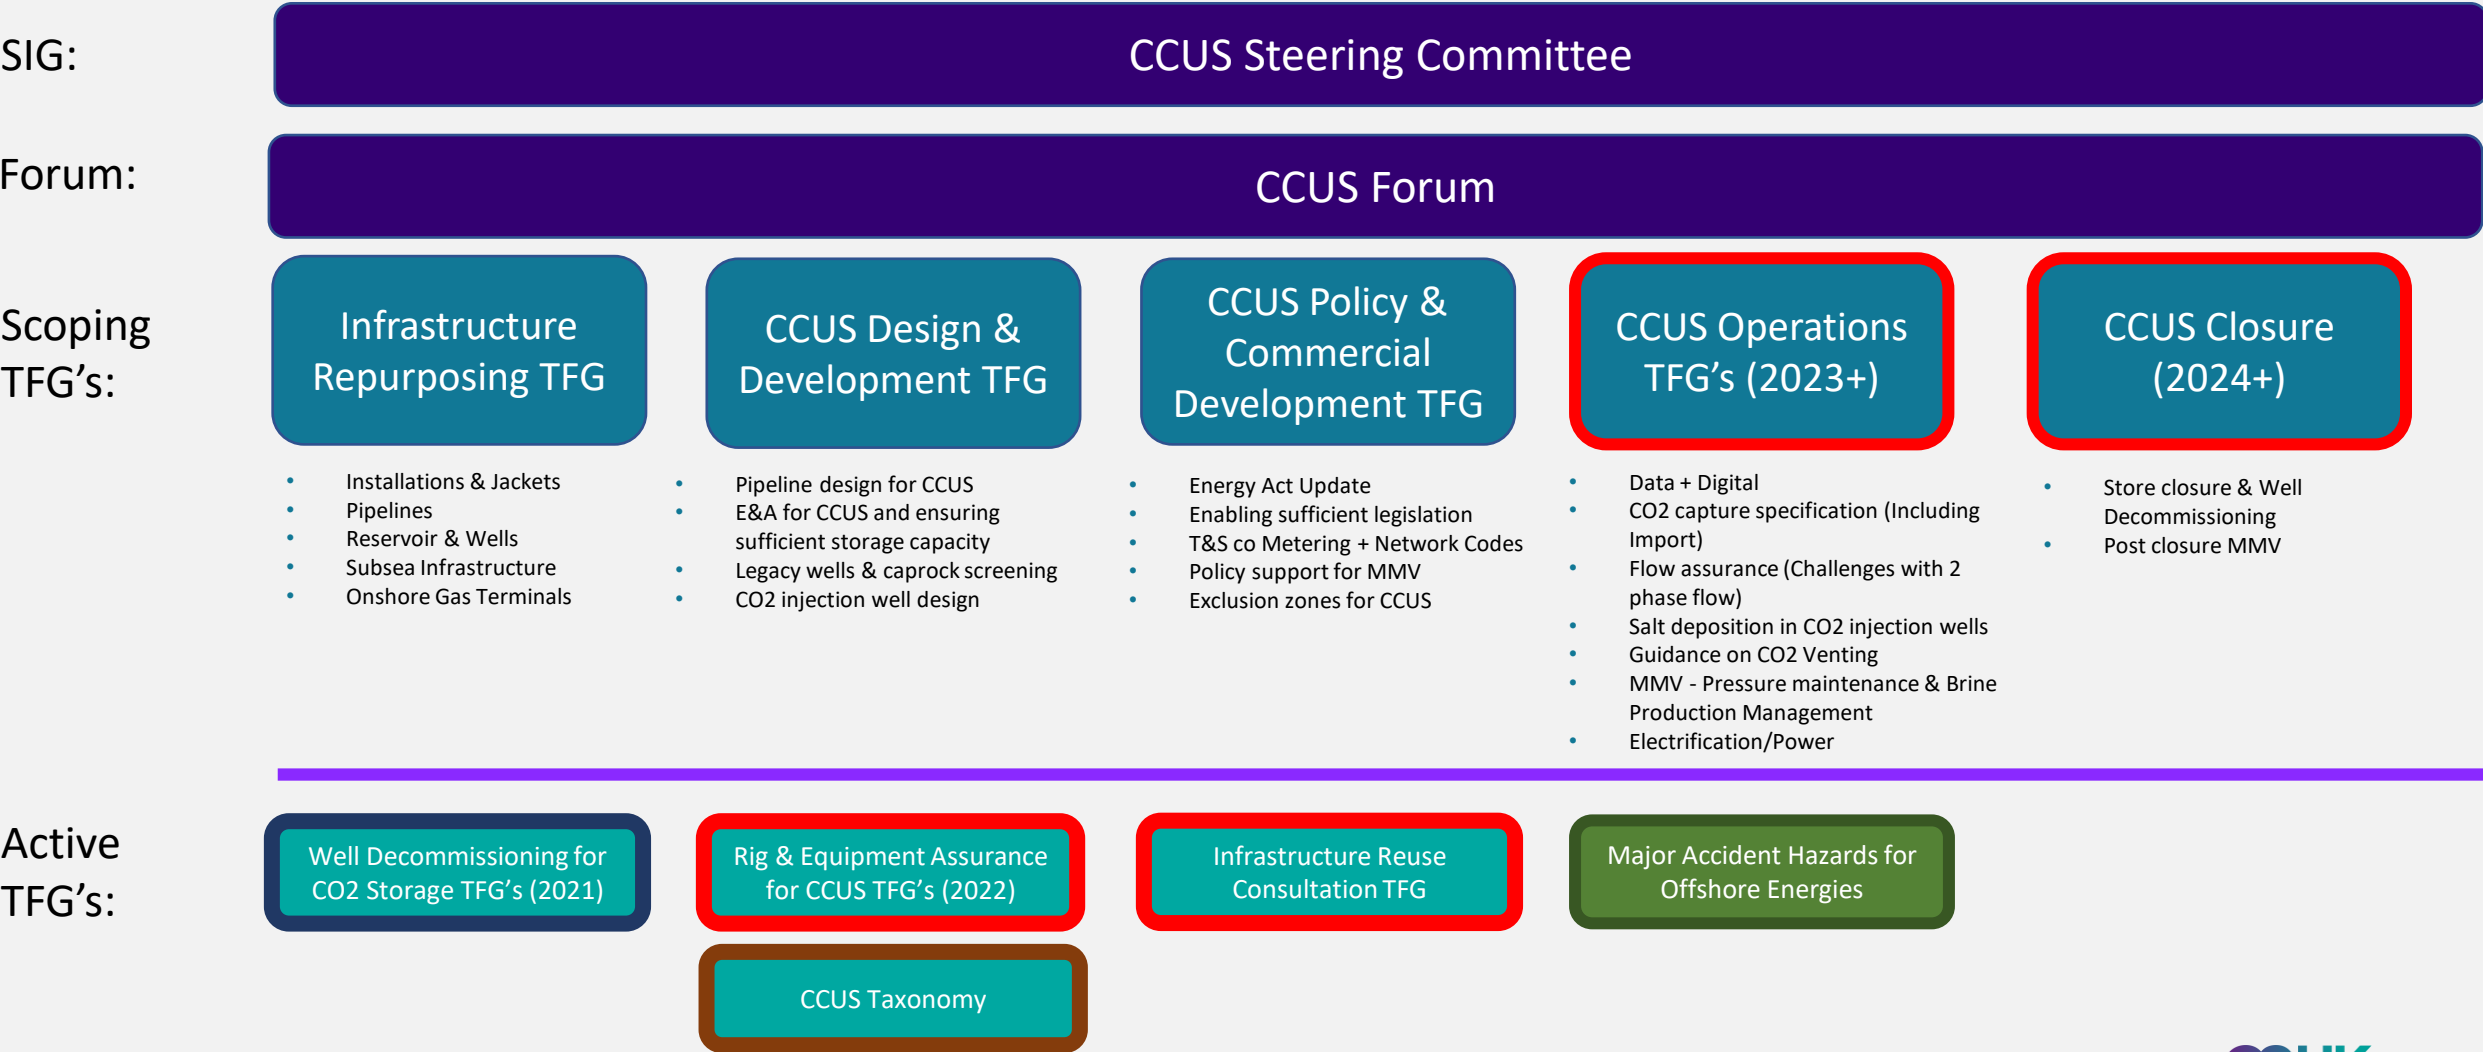 SIG:
CCUS Steering Committee
Forum:
CCUS Forum
Scoping
TFG's:
Infrastructure
Repurposing TFG
CCUS Design &
Development TFG
CCUS Policy &
Commercial
Development TFG
CCUS Operations
TFG's (2023+)
CCUS Closure
(2024+)
• Installations & Jackets
• Pipelines
• Reservoir & Wells
• Subsea Infrastructure
• Onshore Gas Terminals
• Pipeline design for CCUS
• E&A for CCUS and ensuring
sufficient storage capacity
• Legacy wells & caprock screening
• CO2 injection well design
• Energy Act Update
• Enabling sufficient legislation
• T&S co Metering + Network Codes
• Policy support for MMV
• Exclusion zones for CCUS
• Data + Digital
• CO2 capture specification (Including
Import)
• Flow assurance (Challenges with 2
phase flow)
• Salt deposition in CO2 injection wells
• Guidance on CO2 Venting
• MMV - Pressure maintenance & Brine
Production Management
• Electrification/Power
• Store closure & Well
Decommissioning
• Post closure MMV
Active
TFG's:
Well Decommissioning for
CO2 Storage TFG's (2021)
Rig & Equipment Assurance
for CCUS TFG's (2022)
Infrastructure Reuse
Consultation TFG
Major Accident Hazards for
Offshore Energies
CCUS Taxonomy